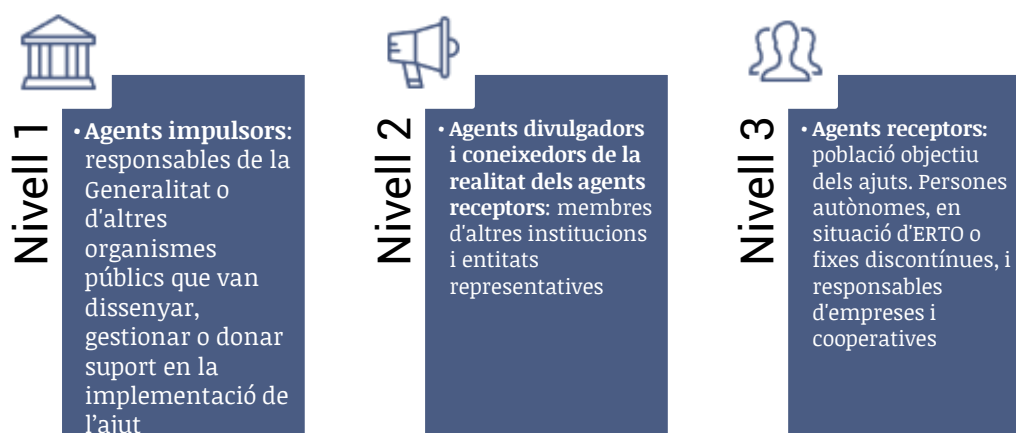 Nivell 1
• Agents impulsors:
responsables de la
Generalitat o
d'altres
organismes
públics que van
dissenyar,
gestionar o donar
suport en la
implementació de
l’ajut
Nivell 2
• Agents divulgadors
i coneixedors de la
realitat dels agents
receptors: membres
d'altres institucions
i entitats
representatives
Nivell 3
• Agents receptors:
població objectiu
dels ajuts. Persones
autònomes, en
situació d'ERTO o
fixes discontínues, i
responsables
d'empreses i
cooperatives